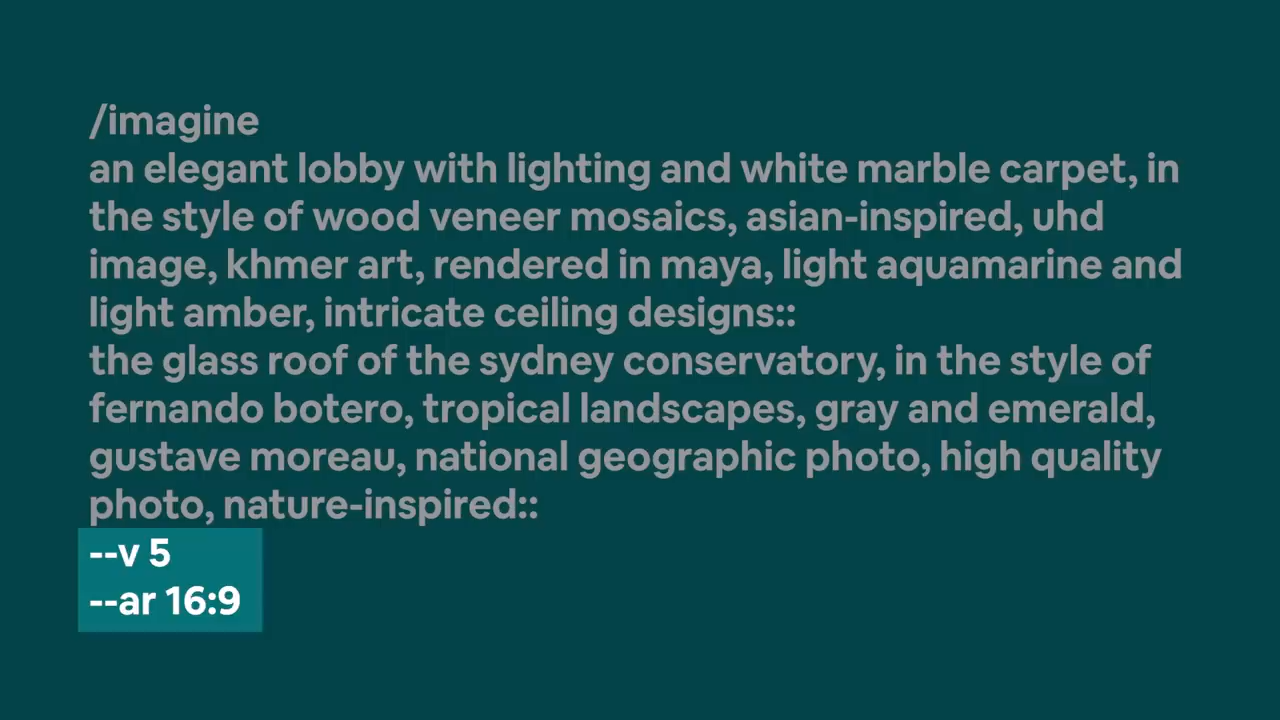 /imagine
an elegant lobby with lighting and white marble carpet, in
the style of wood veneer mosaics, asian-inspired, uhd
image, khmer art, rendered in maya, light aquamarine and
light amber, intricate ceiling designs::
the glass roof of the sydney conservatory, in the style of
fernando botero, tropical landscapes, gray and emerald,
gustave moreau, national geographic photo, high quality
photo, nature-inspired::
--v 5
--ar 16:9